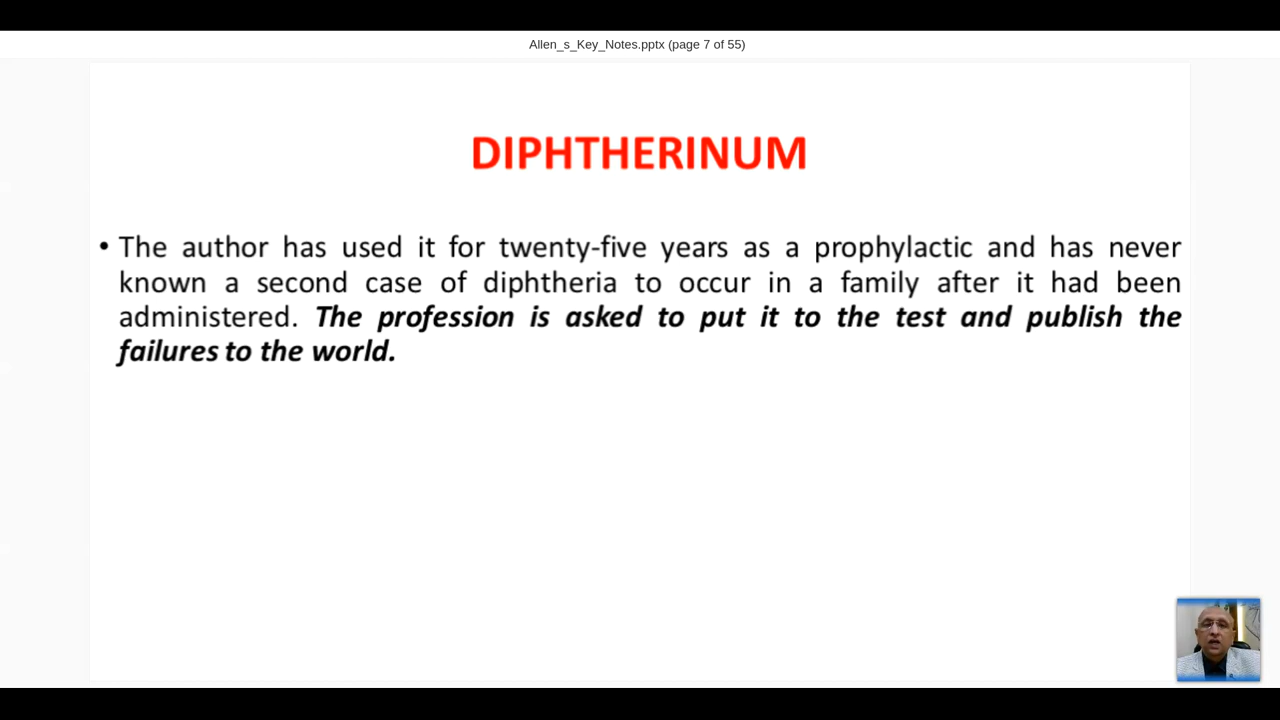 Allen_s_Key_Notes.pptx (page 7 of 55)
DIPHTHERINUM
• The author has used it for twenty-five years as a prophylactic and has never
known a second case of diphtheria to occur in a family after it had been
administered. The profession is asked to put it to the test and publish the
failures to the world.